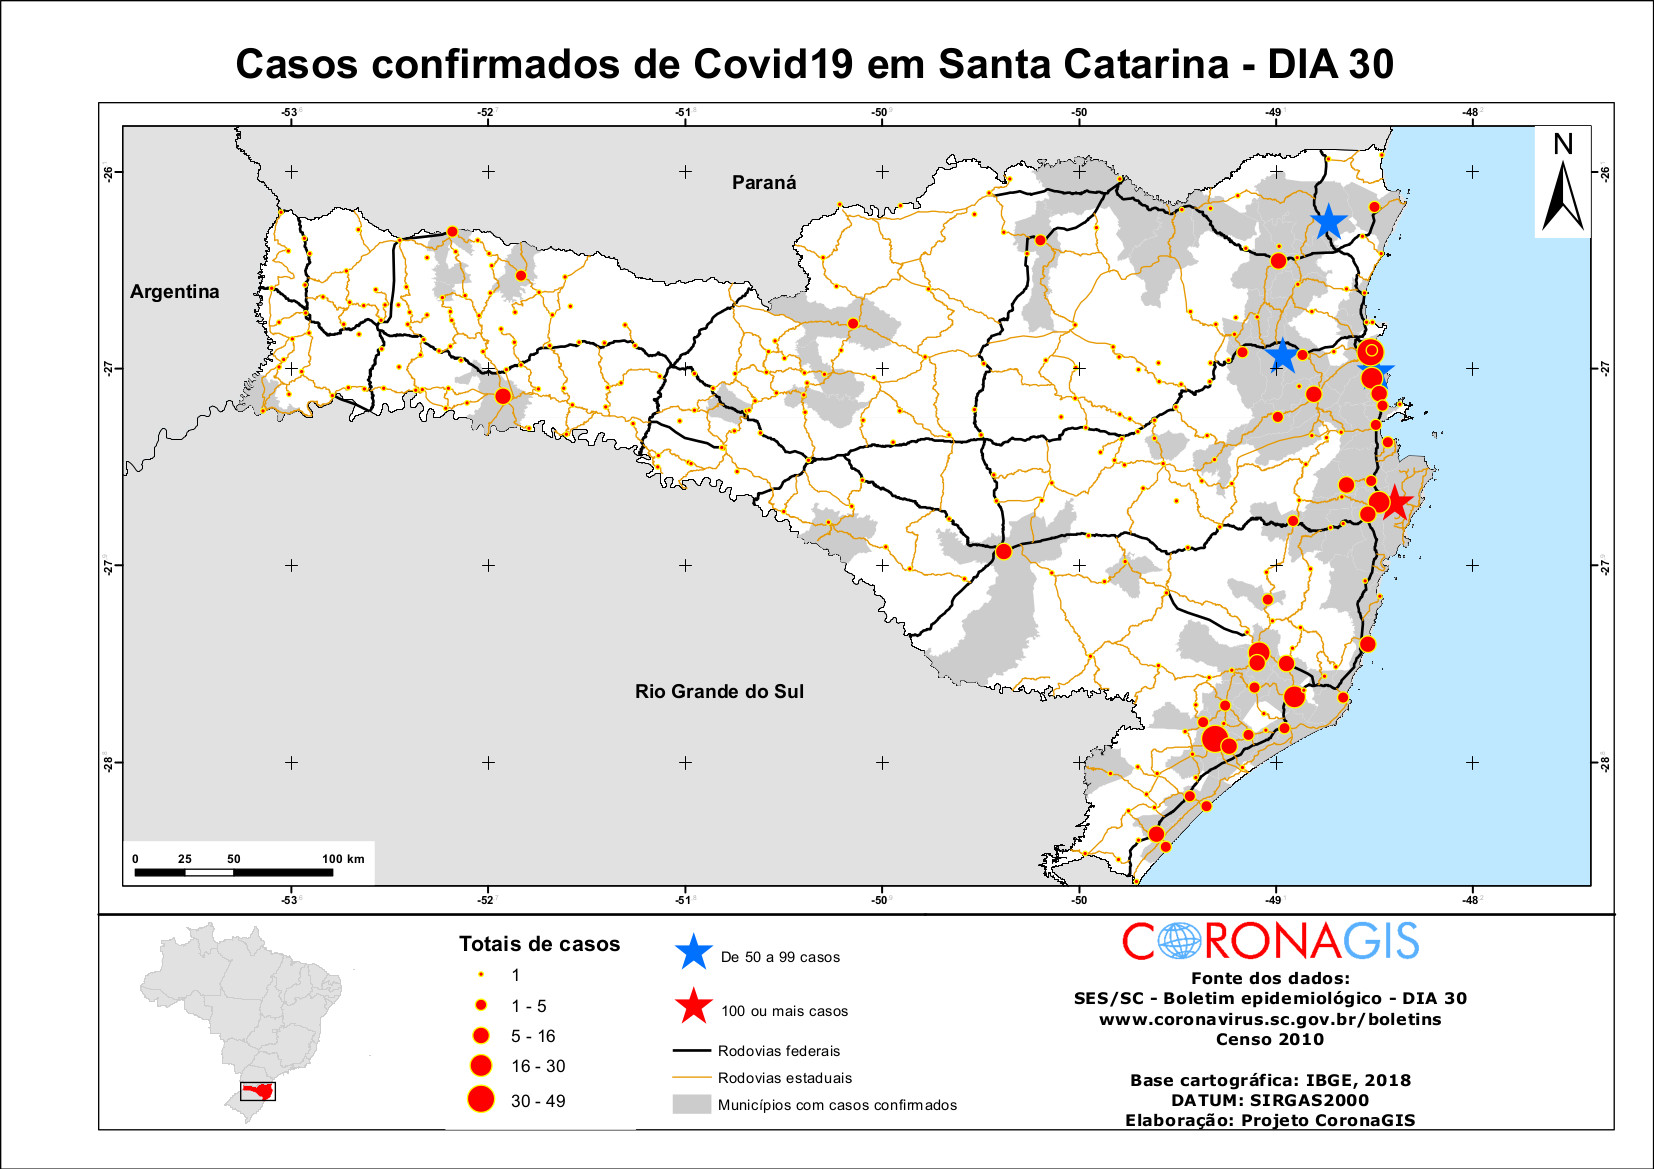 Casos confirmados de Covid19 em Santa Catarina - DIA 30
-53 -52 -51 -50 -50 -49 -48
-26 -26
N
Paraná
Argentina
-27 -27
-27 -27
Rio Grande do Sul
-28 -28
0 25 50 100 km
-53 -52 -51 -50 -50 -49 -48
Totais de casos
1
1 - 5
5 - 16
16 - 30
30 - 49
De 50 a 99 casos
100 ou mais casos
Rodovias federais
Rodovias estaduais
Municípios com casos confirmados
CORONAGIS
Fonte dos dados:
SES/SC - Boletim epidemiológico - DIA 30
www.coronavirus.sc.gov.br/boletins
Censo 2010
Base cartográfica: IBGE, 2018
DATUM: SIRGAS2000
Elaboração: Projeto CoronaGIS